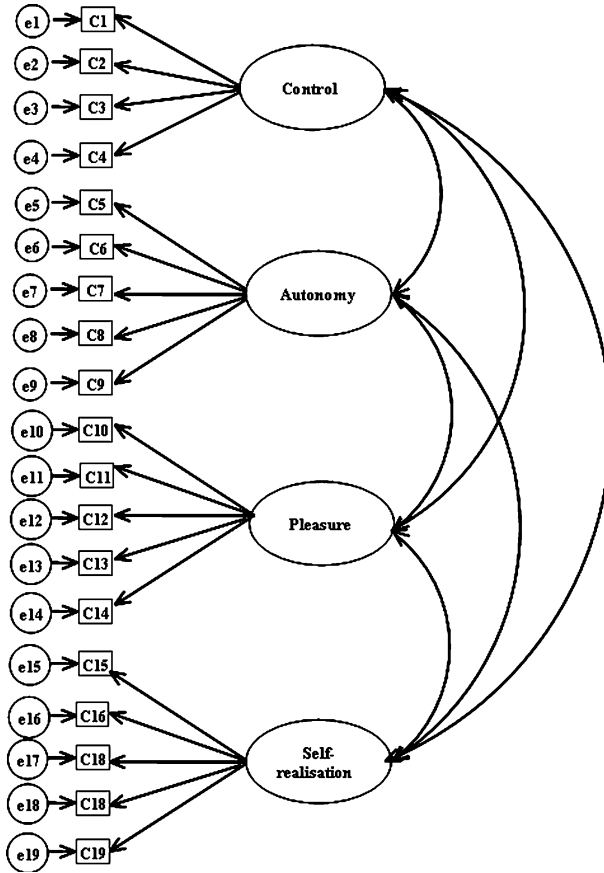 e1 C1
e2 C2
Control
e3 C3
e4 C4
e5 C5
e6 C6
e7 C7
Autonomy
e8 C8
e9 C9
e10 C10
e11 C11
e12 C12
Pleasure
e13 C13
e14 C14
e15 C15
e16 C16
e17 C18
Self-
realisation
e18 C18
e19 C19